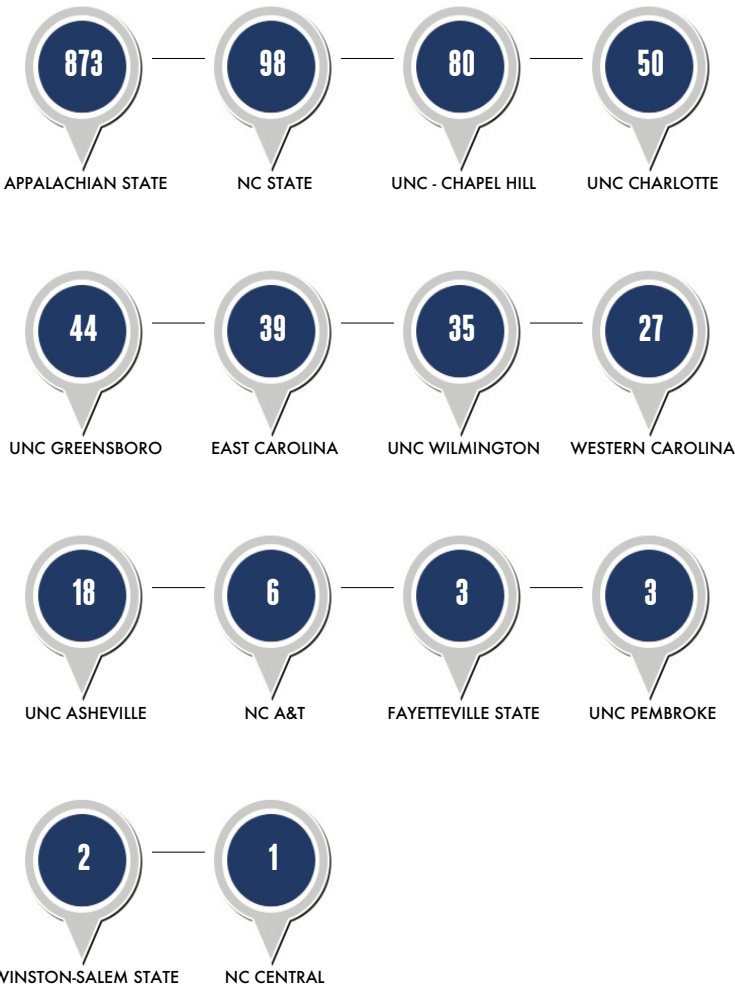 873 98 80 50
APPALACHIAN STATE NC STATE UNC - CHAPEL HILL UNC CHARLOTTE
44 39 35 27
UNC GREENSBORO EAST CAROLINA UNC WILMINGTON WESTERN CAROLINA
18 6 3 3
UNC ASHEVILLE NC A&T FAYETTEVILLE STATE UNC PEMBROKE
2 1
WINSTON-SALEM STATE NC CENTRAL